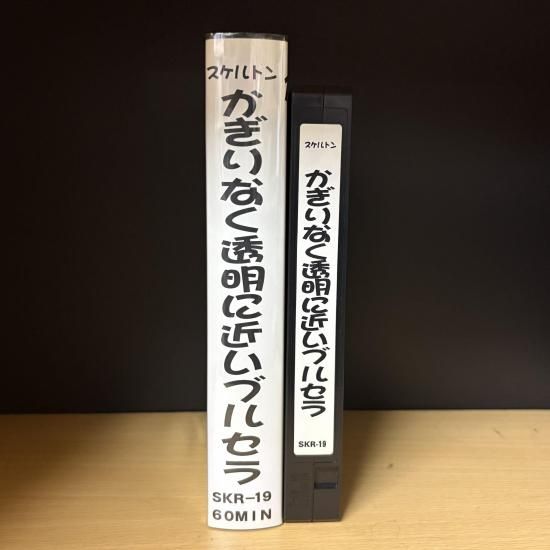 スケルトン
かぎりなく透明に近いブルセラ
SKR-19
60MIN
スケルトン
かぎりなく透明に近いブルセラ
SKR-19